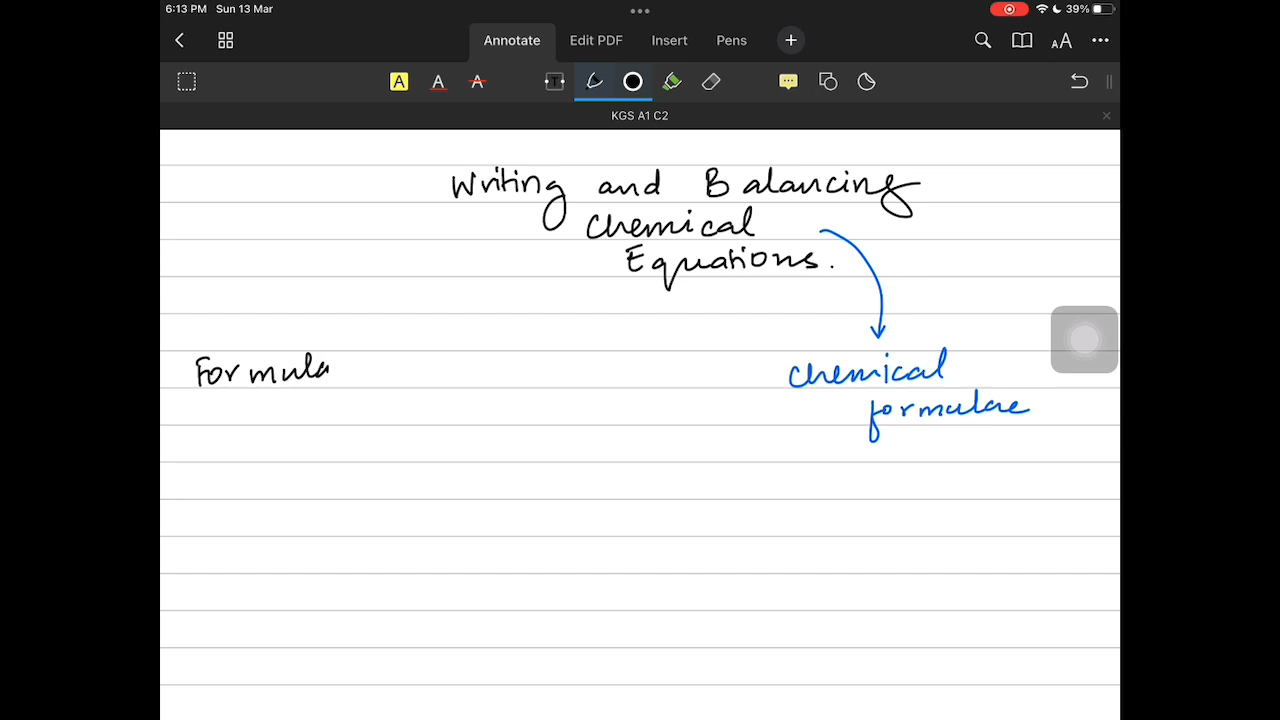 6:13 PM Sun 13 Mar
39%
Annotate Edit PDF Insert Pens
A A A T
KGS A1 C2
Writing and Balancing
Chemical
Equations.
Formula
chemical
formulae